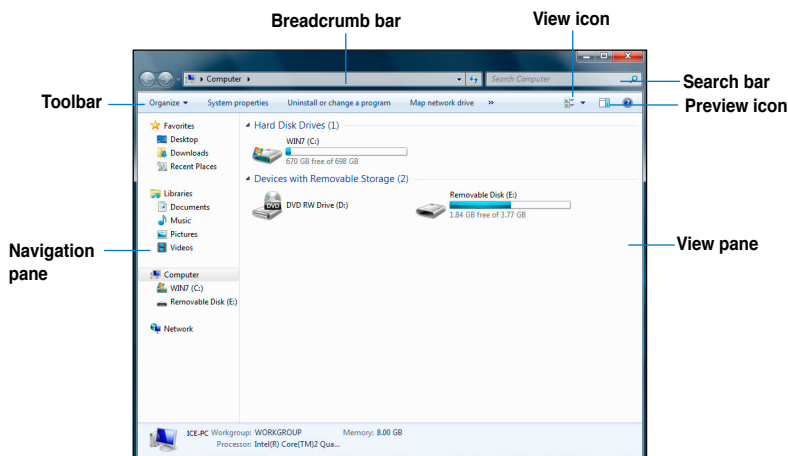 Breadcrumb bar
View icon
Computer
Search Computer
Search bar
Toolbar
Organize
System properties
Uninstall or change a program
Map network drive
»
Preview icon
Favorites
Desktop
Downloads
Recent Places
Libraries
Documents
Music
Pictures
Videos
Computer
WIN7 (C:)
Removable Disk (E:)
Network
Hard Disk Drives (1)
WIN7 (C:)
670 GB free of 698 GB
Devices with Removable Storage (2)
DVD
DVD RW Drive (D:)
Removable Disk (E:)
1.84 GB free of 3.77 GB
Navigation
pane
View pane
ICE-PC Workgroup: WORKGROUP Memory: 8.00 GB
Processor: Intel(R) Core(TM)2 Qua...